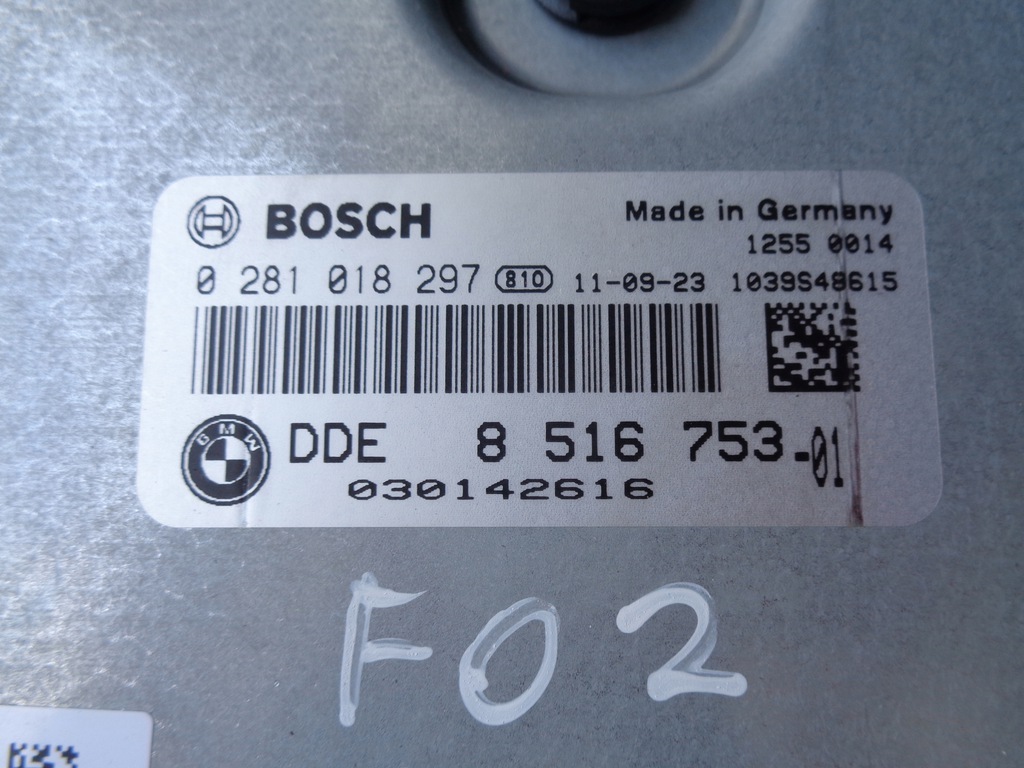 BOSCH
Made in Germany
1255 0014
0 281 018 297 810 11-09-23 1039S48615
BMW
DDE 8 516 753-01
030142616
F02